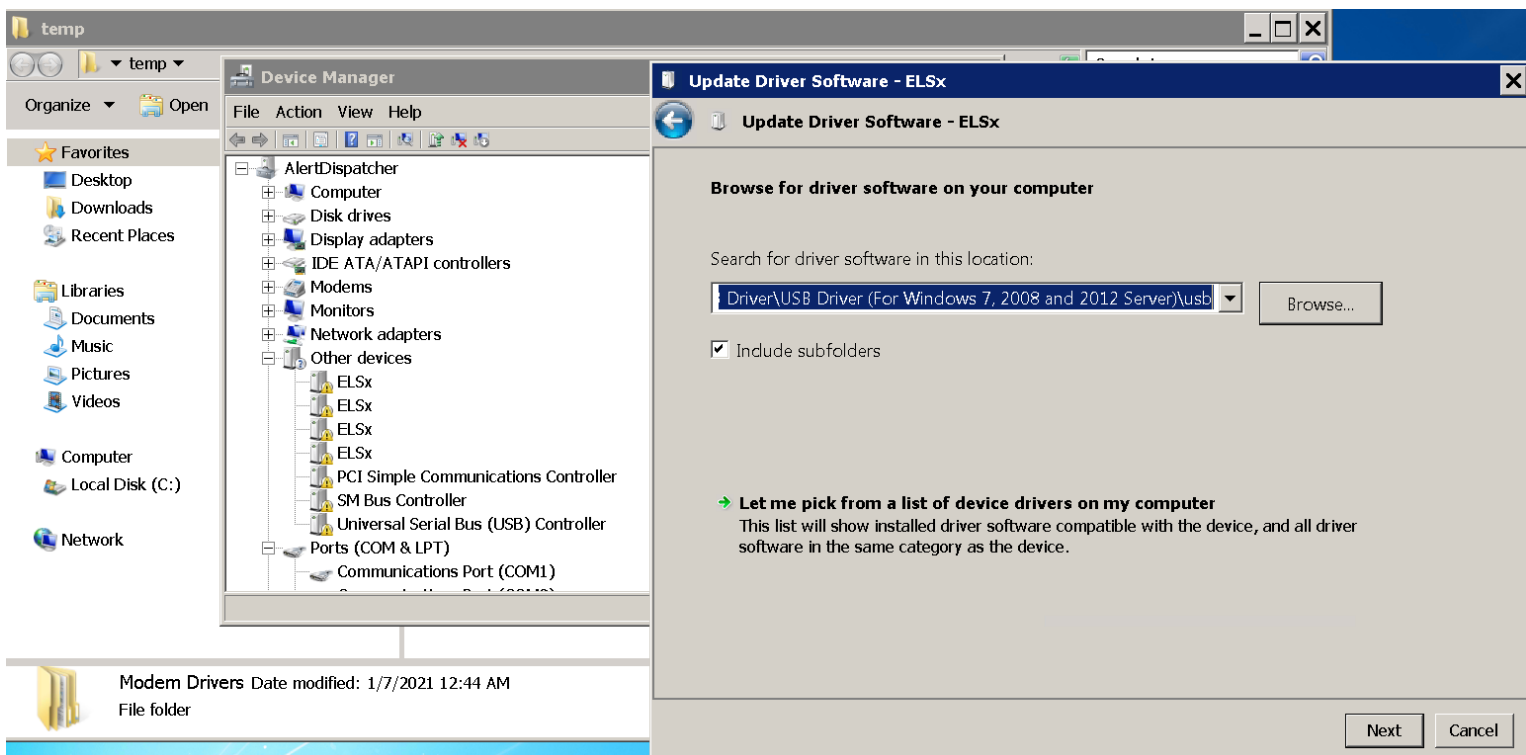 temp
temp
Organize
Open
Favorites
Desktop
Downloads
Recent Places
Libraries
Documents
Music
Pictures
Videos
Computer
Local Disk (C:)
Network
Modem Drivers Date modified: 1/7/2021 12:44 AM
File folder
Device Manager
File Action View Help
AlertDispatcher
Computer
Disk drives
Display adapters
IDE ATA/ATAPI controllers
Modems
Monitors
Network adapters
Other devices
ELSx
ELSx
ELSx
ELSx
PCI Simple Communications Controller
SM Bus Controller
Universal Serial Bus (USB) Controller
Ports (COM & LPT)
Communications Port (COM1)
Update Driver Software - ELSx
Update Driver Software - ELSx
Browse for driver software on your computer
Search for driver software in this location:
Driver\USB Driver (For Windows 7, 2008 and 2012 Server)\usb
Browse...
Include subfolders
Let me pick from a list of device drivers on my computer
This list will show installed driver software compatible with the device, and all driver
software in the same category as the device.
Next
Cancel